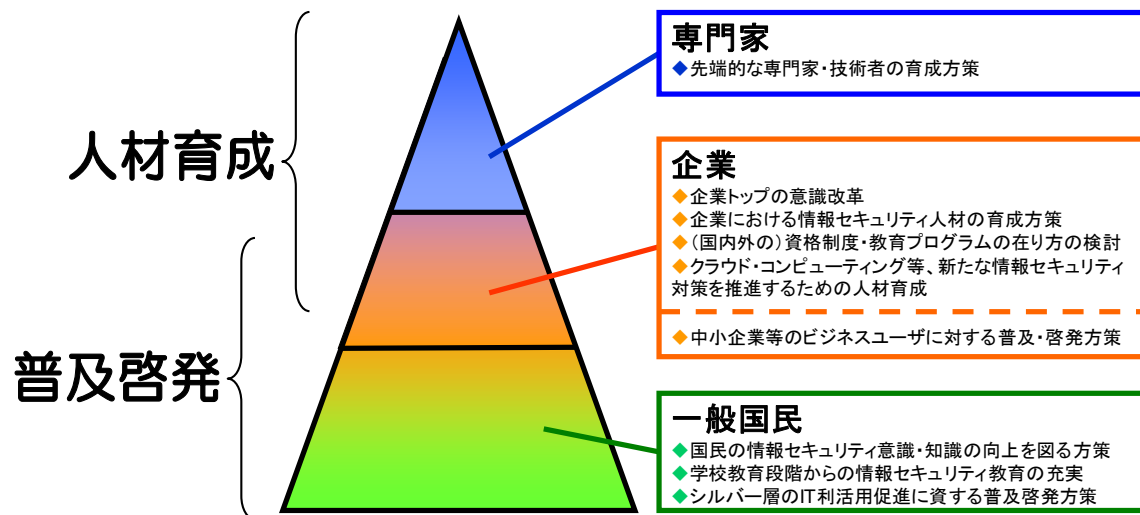 人材育成
普及啓発
専門家
◆先端的な専門家・技術者の育成方策
企業
◆企業トップの意識改革
◆企業における情報セキュリティ人材の育成方策
◆(国内外の)資格制度・教育プログラムの在り方の検討
◆クラウド・コンピューティング等、新たな情報セキュリティ
対策を推進するための人材育成
◆中小企業等のビジネスユーザに対する普及・啓発方策
一般国民
◆国民の情報セキュリティ意識・知識の向上を図る方策
◆学校教育段階からの情報セキュリティ教育の充実
◆シルバー層のIT利活用促進に資する普及啓発方策